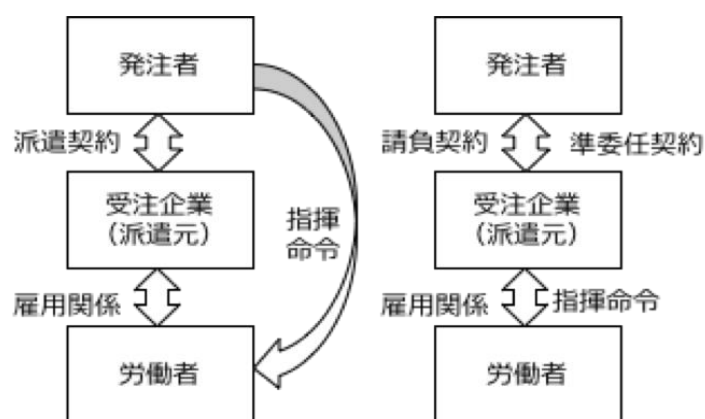 発注者
派遣契約
受注企業
(派遣元)
指揮
命令
雇用関係
労働者
発注者
請負契約
準委任契約
受注企業
(派遣元)
雇用関係
指揮命令
労働者